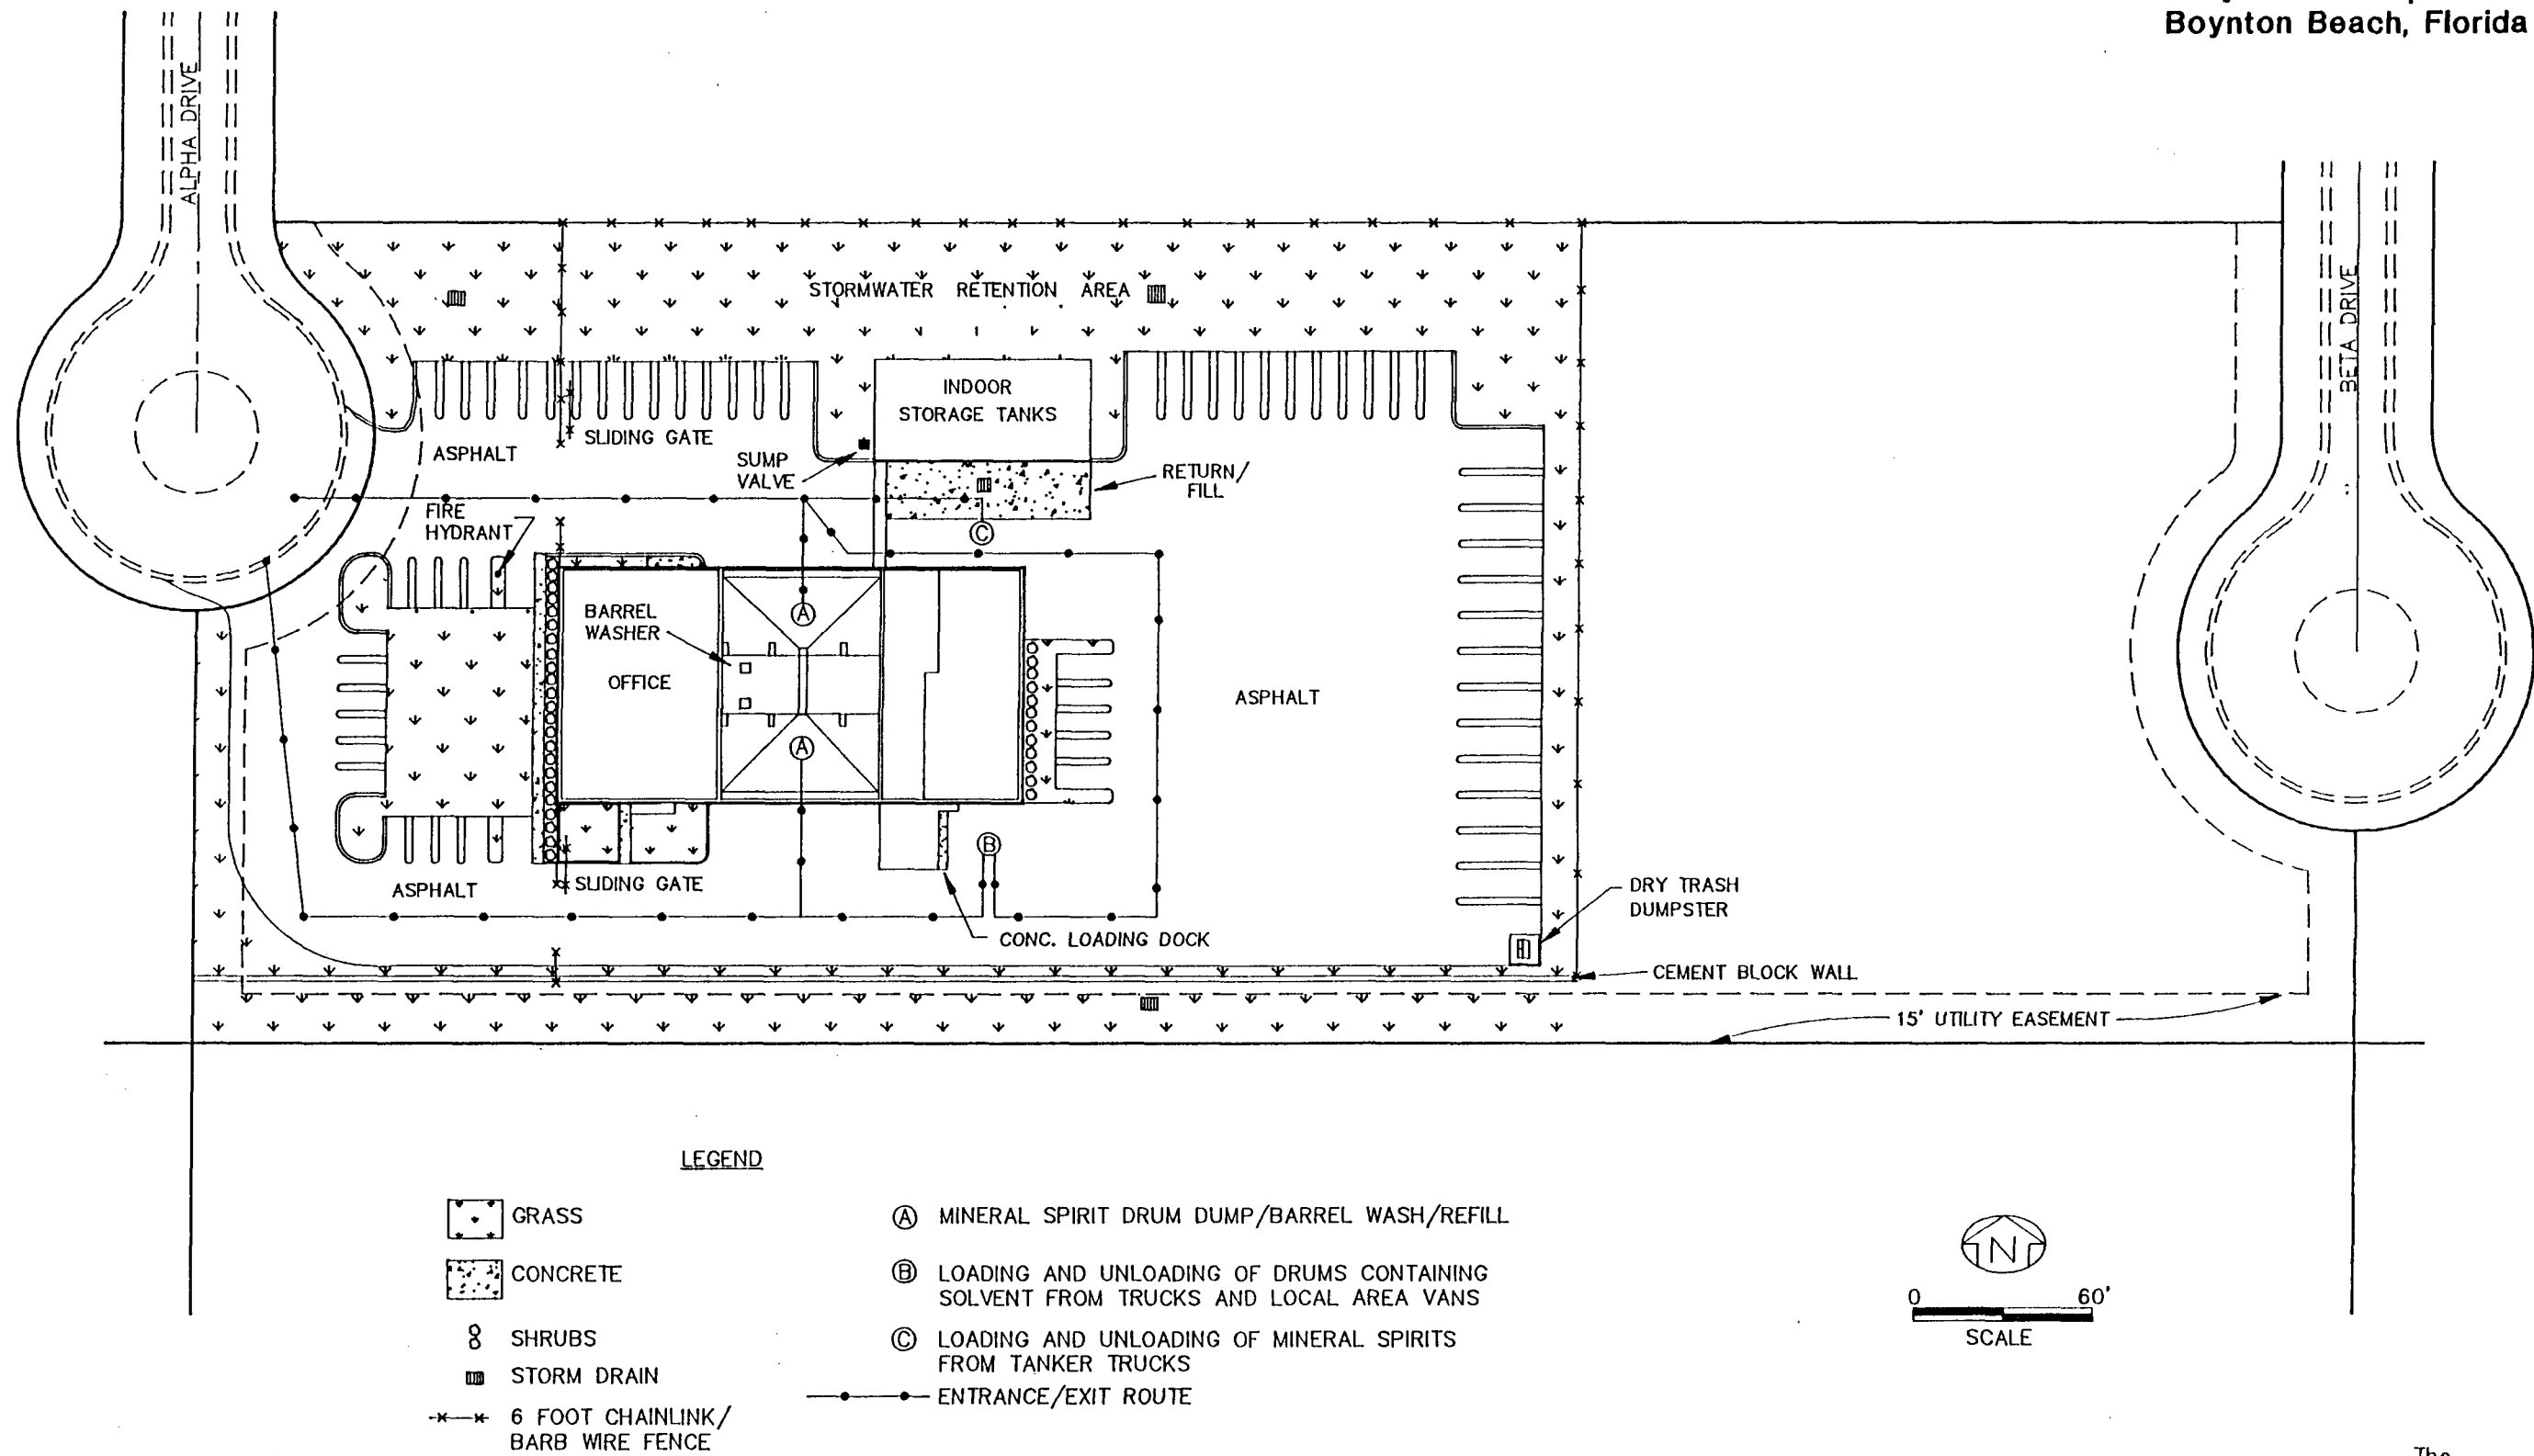 Boynton Beach, Florida
ALPHA DRIVE
BETA DRIVE
STORMWATER RETENTION AREA
INDOOR
STORAGE TANKS
SLIDING GATE
ASPHALT
SUMP
VALVE
RETURN/
FILL
FIRE
HYDRANT
C
BARREL
WASHER
A
OFFICE
ASPHALT
A
B
ASPHALT
SLIDING GATE
DRY TRASH
DUMPSTER
CONC. LOADING DOCK
CEMENT BLOCK WALL
15' UTILITY EASEMENT
LEGEND
GRASS
CONCRETE
SHRUBS
STORM DRAIN
6 FOOT CHAINLINK/
BARB WIRE FENCE
A MINERAL SPIRIT DRUM DUMP/BARREL WASH/REFILL
B LOADING AND UNLOADING OF DRUMS CONTAINING
SOLVENT FROM TRUCKS AND LOCAL AREA VANS
C LOADING AND UNLOADING OF MINERAL SPIRITS
FROM TANKER TRUCKS
ENTRANCE/EXIT ROUTE
N
0 60'
SCALE
The